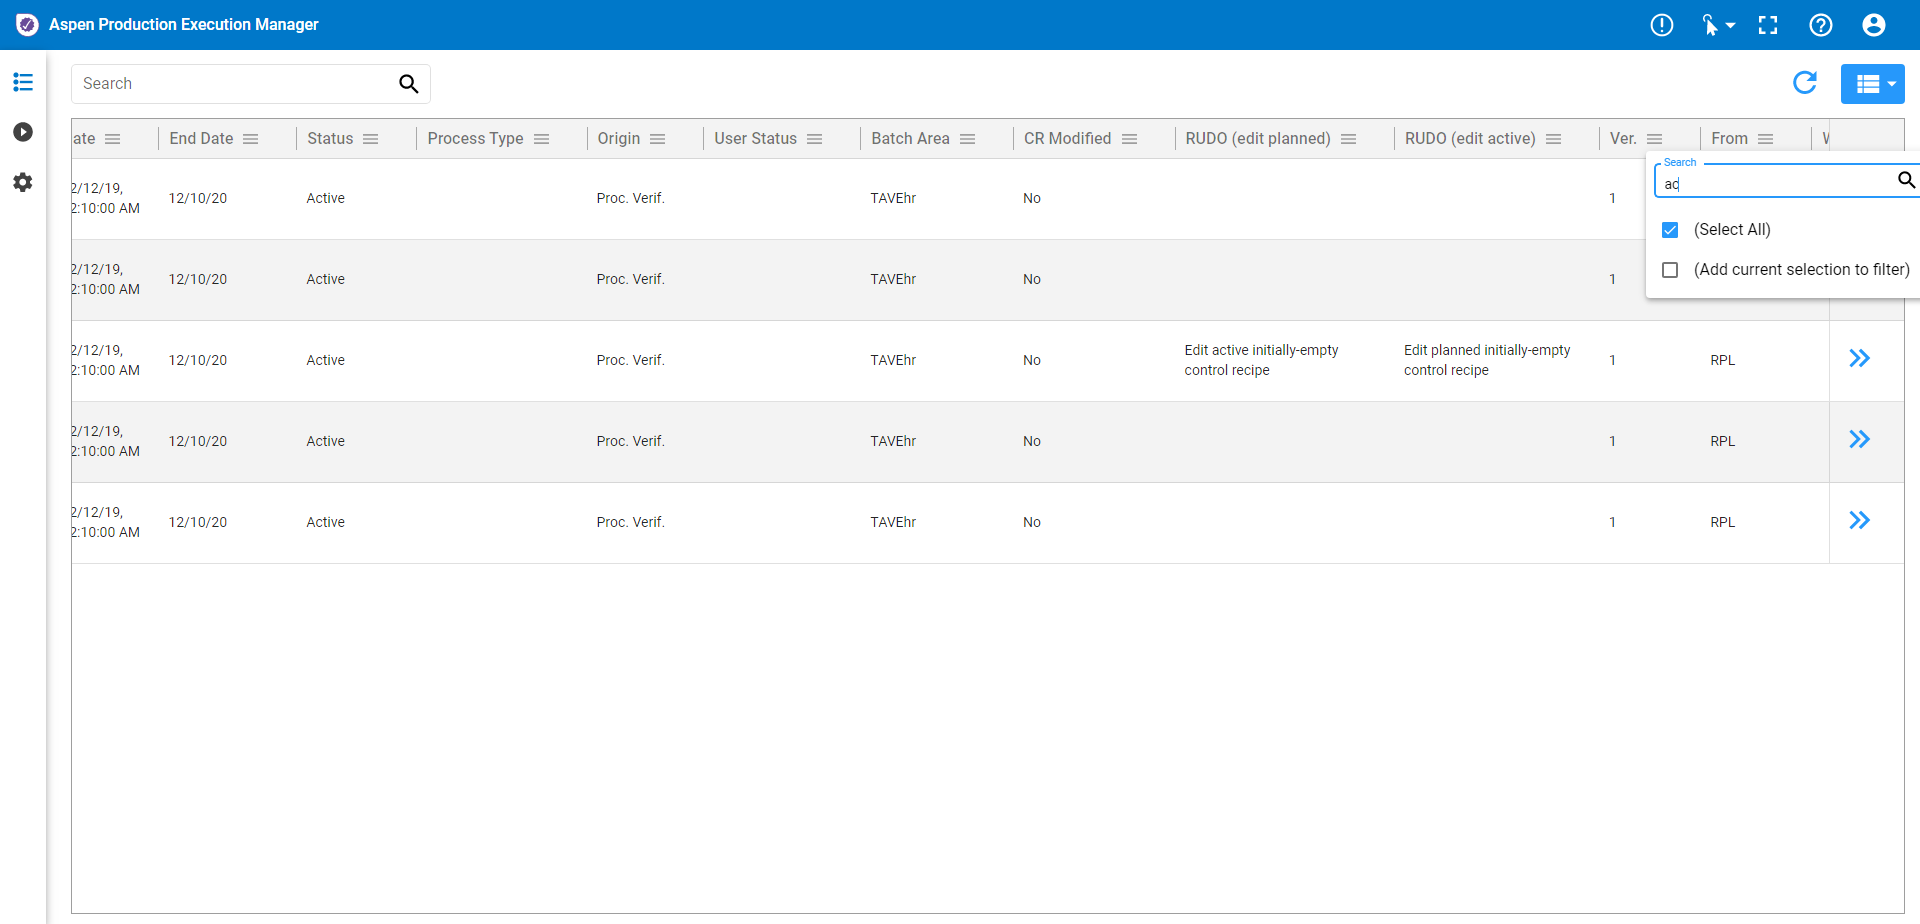 Aspen Production Execution Manager
Search
ate End Date Status Process Type Origin User Status Batch Area CR Modified RUDO (edit planned) RUDO (edit active) Ver. From
Search
ac
(Select All)
(Add current selection to filter)
2/12/19,
2:10:00 AM 12/10/20 Active Proc. Verif. TAVEhr No 1
2/12/19,
2:10:00 AM 12/10/20 Active Proc. Verif. TAVEhr No 1
2/12/19,
2:10:00 AM 12/10/20 Active Proc. Verif. TAVEhr No Edit active initially-empty
control recipe Edit planned initially-empty
control recipe 1 RPL
2/12/19,
2:10:00 AM 12/10/20 Active Proc. Verif. TAVEhr No 1 RPL
2/12/19,
2:10:00 AM 12/10/20 Active Proc. Verif. TAVEhr No 1 RPL